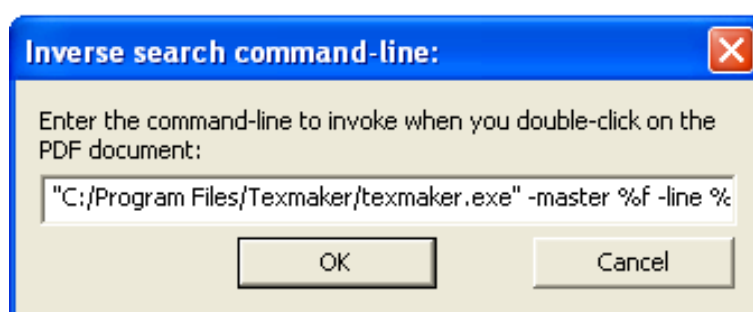 Inverse search command-line:
Enter the command-line to invoke when you double-click on the
PDF document:
"C:/Program Files/Texmaker/texmaker.exe" -master %f -line %
OK
Cancel